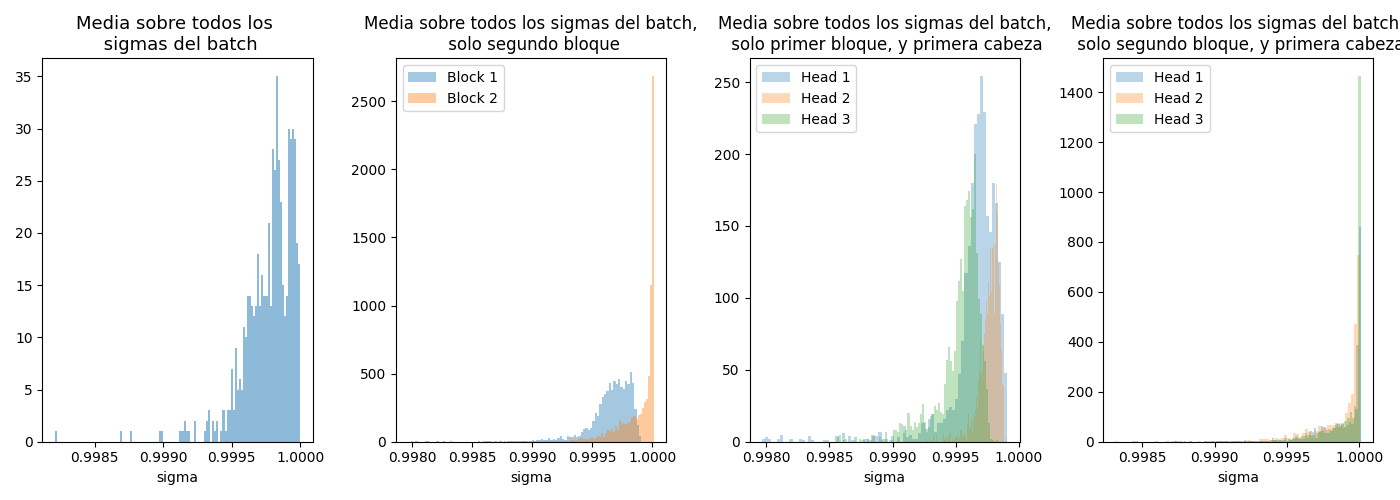 Media sobre todos los
sigmas del batch
35
30
25
20
15
10
5
0
0.9985
0.9990
0.9995
1.0000
sigma
Media sobre todos los sigmas del batch,
solo segundo bloque
Block 1
Block 2
2500
2000
1500
1000
500
0
0.9980
0.9985
0.9990
0.9995
1.0000
sigma
Media sobre todos los sigmas del batch,
solo primer bloque, y primera cabeza
Head 1
Head 2
Head 3
250
200
150
100
50
0
0.9980
0.9985
0.9990
0.9995
1.0000
sigma
Media sobre todos los sigmas del batch
solo segundo bloque, y primera cabeza
Head 1
Head 2
Head 3
1400
1200
1000
800
600
400
200
0
0.9985
0.9990
0.9995
1.0000
sigma